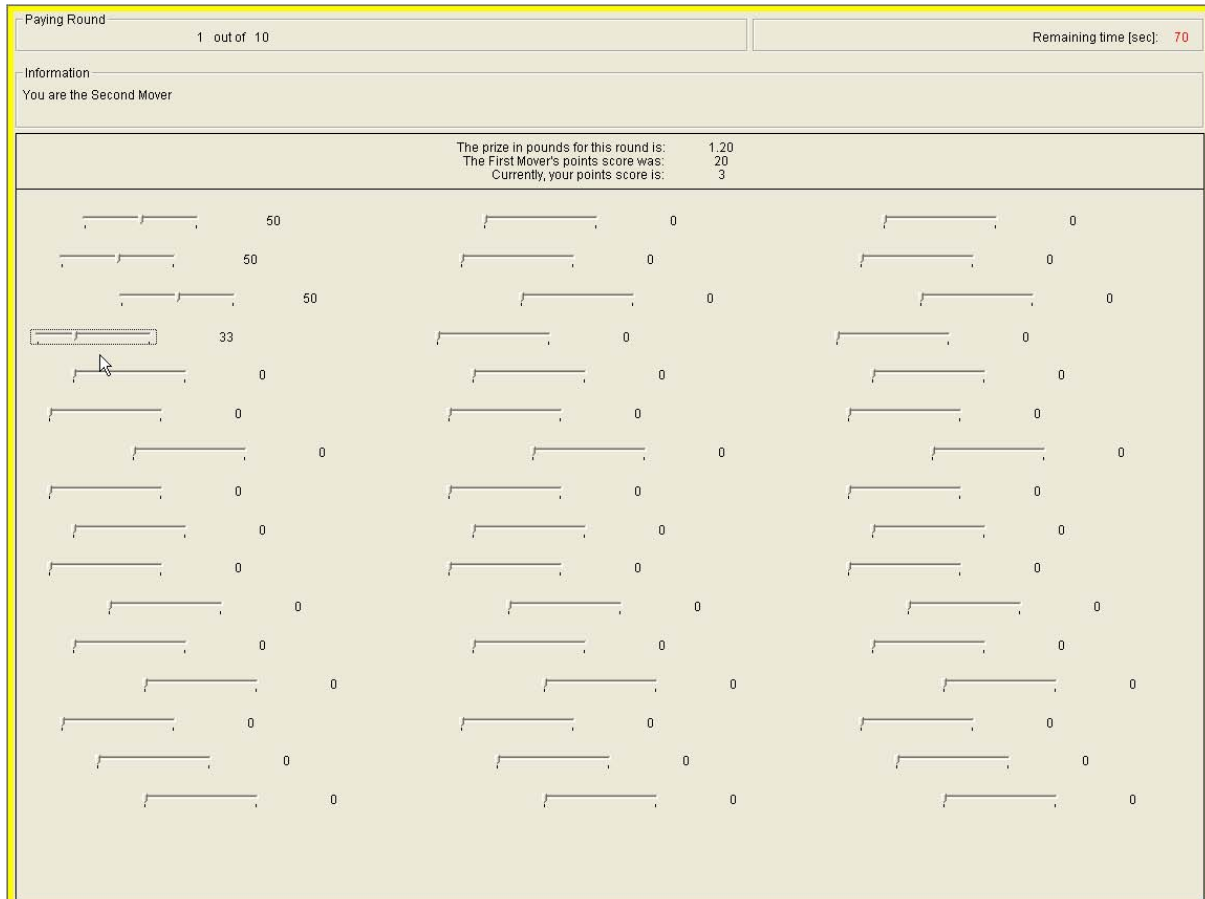 Paying Round
1 out of 10
Remaining time [sec]: 70
Information
You are the Second Mover
The prize in pounds for this round is: 1.20
The First Mover's points score was: 20
Currently, your points score is: 3
50 0 0
50 0 0
50 0 0
33 0 0
0 0 0
0 0 0
0 0 0
0 0 0
0 0 0
0 0 0
0 0 0
0 0 0
0 0 0
0 0 0
0 0 0
0 0 0